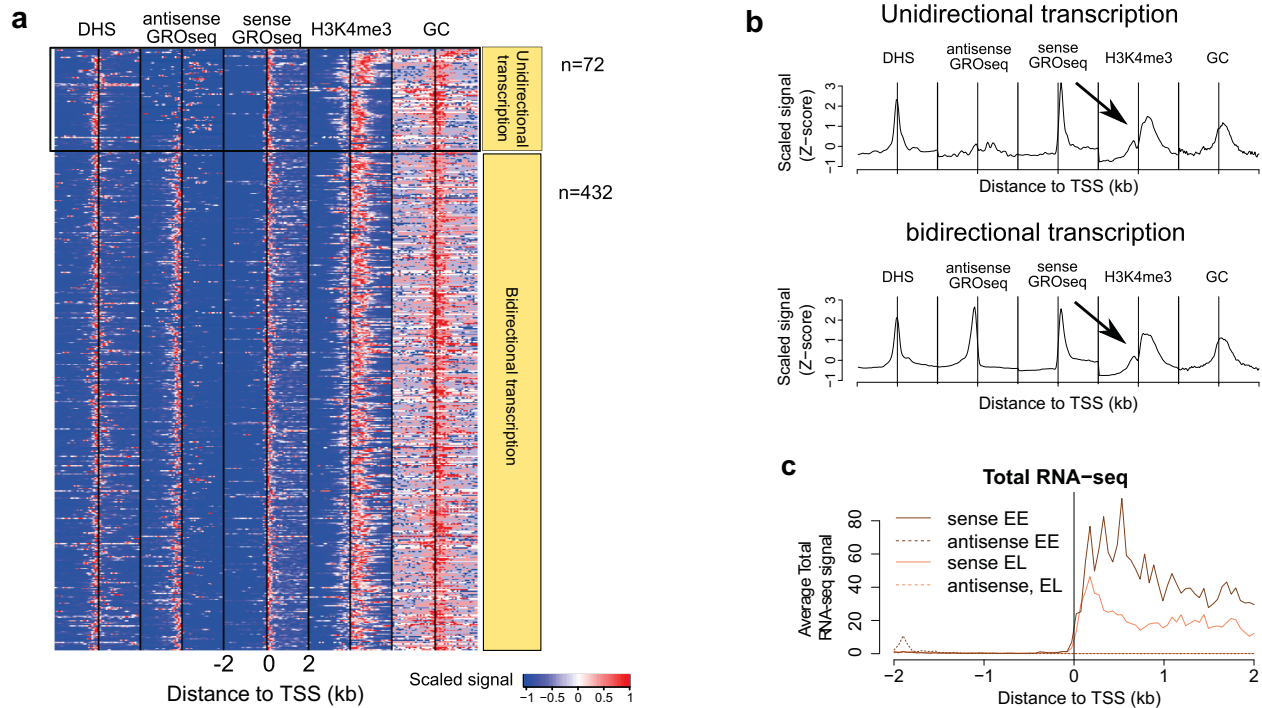 a
DHS
antisense
GROseq
sense
GROseq
H3K4me3
GC
Unidirectional
transcription
n=72
Bidirectional transcription
n=432
-2 0 2
Distance to TSS (kb)
Scaled signal
−1 −0.5 0 0.5 1
b
Unidirectional transcription
DHS
antisense
GROseq
sense
GROseq
H3K4me3
GC
Scaled signal
(Z−score)
3
2
1
0
−1
Distance to TSS (kb)
bidirectional transcription
DHS
antisense
GROseq
sense
GROseq
H3K4me3
GC
Scaled signal
(Z−score)
3
2
1
0
−1
Distance to TSS (kb)
c
Total RNA−seq
sense EE
antisense EE
sense EL
antisense, EL
Average Total
RNA−seq signal
80
60
40
20
0
−2 −1 0 1 2
Distance to TSS (kb)